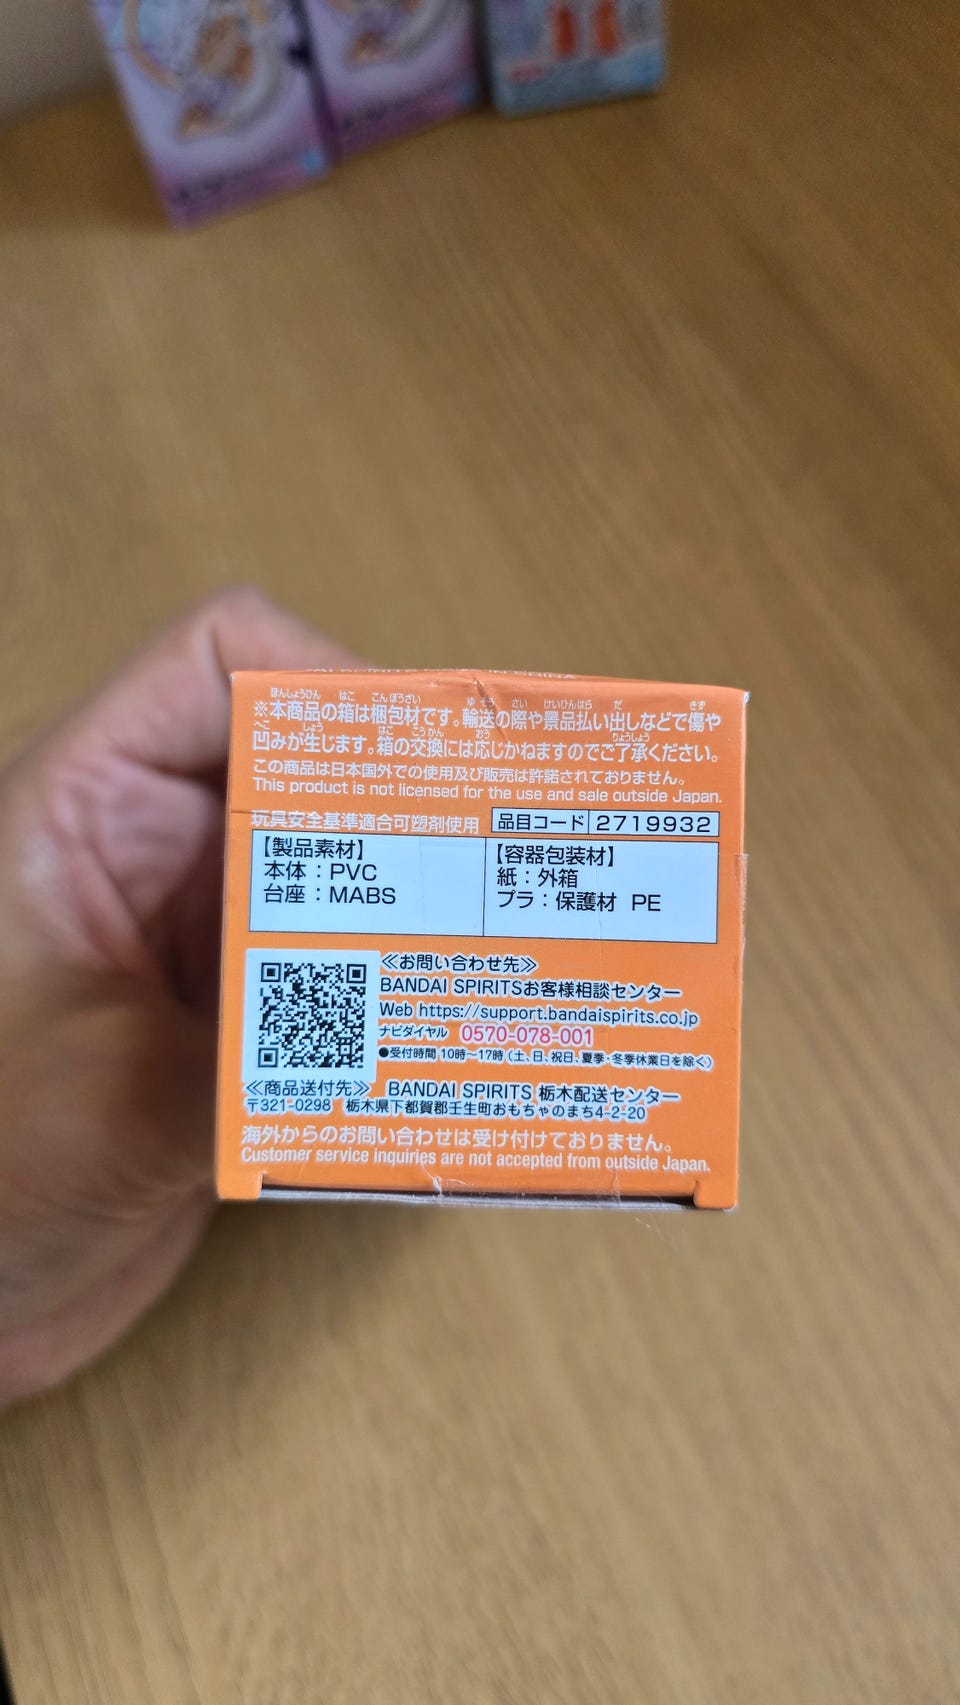 IN CHINA
※本商品の箱は梱包材です。輸送の際や景品払い出しなどで傷や
凹みが生じます。箱の交換には応じかねますのでご了承ください。
この商品は日本国外での使用及び販売は許諾されておりません。
This product is not licensed for the use and sale outside Japan.
玩具安全基準適合可塑剤使用 品目コード 2719932
【製品素材】
本体：PVC
台座：MABS
【容器包装材】
紙：外箱
プラ：保護材 PE
≪お問い合わせ先≫
BANDAI SPIRITSお客様相談センター
Web https://support.bandaispirits.co.jp
ナビダイヤル 0570-078-001
●受付時間 10時〜17時（土、日、祝日、夏季・冬季休業日を除く）
≪商品送付先≫ BANDAI SPIRITS 栃木配送センター
〒321-0298 栃木県下都賀郡壬生町おもちゃのまち4-2-20
海外からのお問い合わせは受け付けておりません。
Customer service inquiries are not accepted from outside Japan.